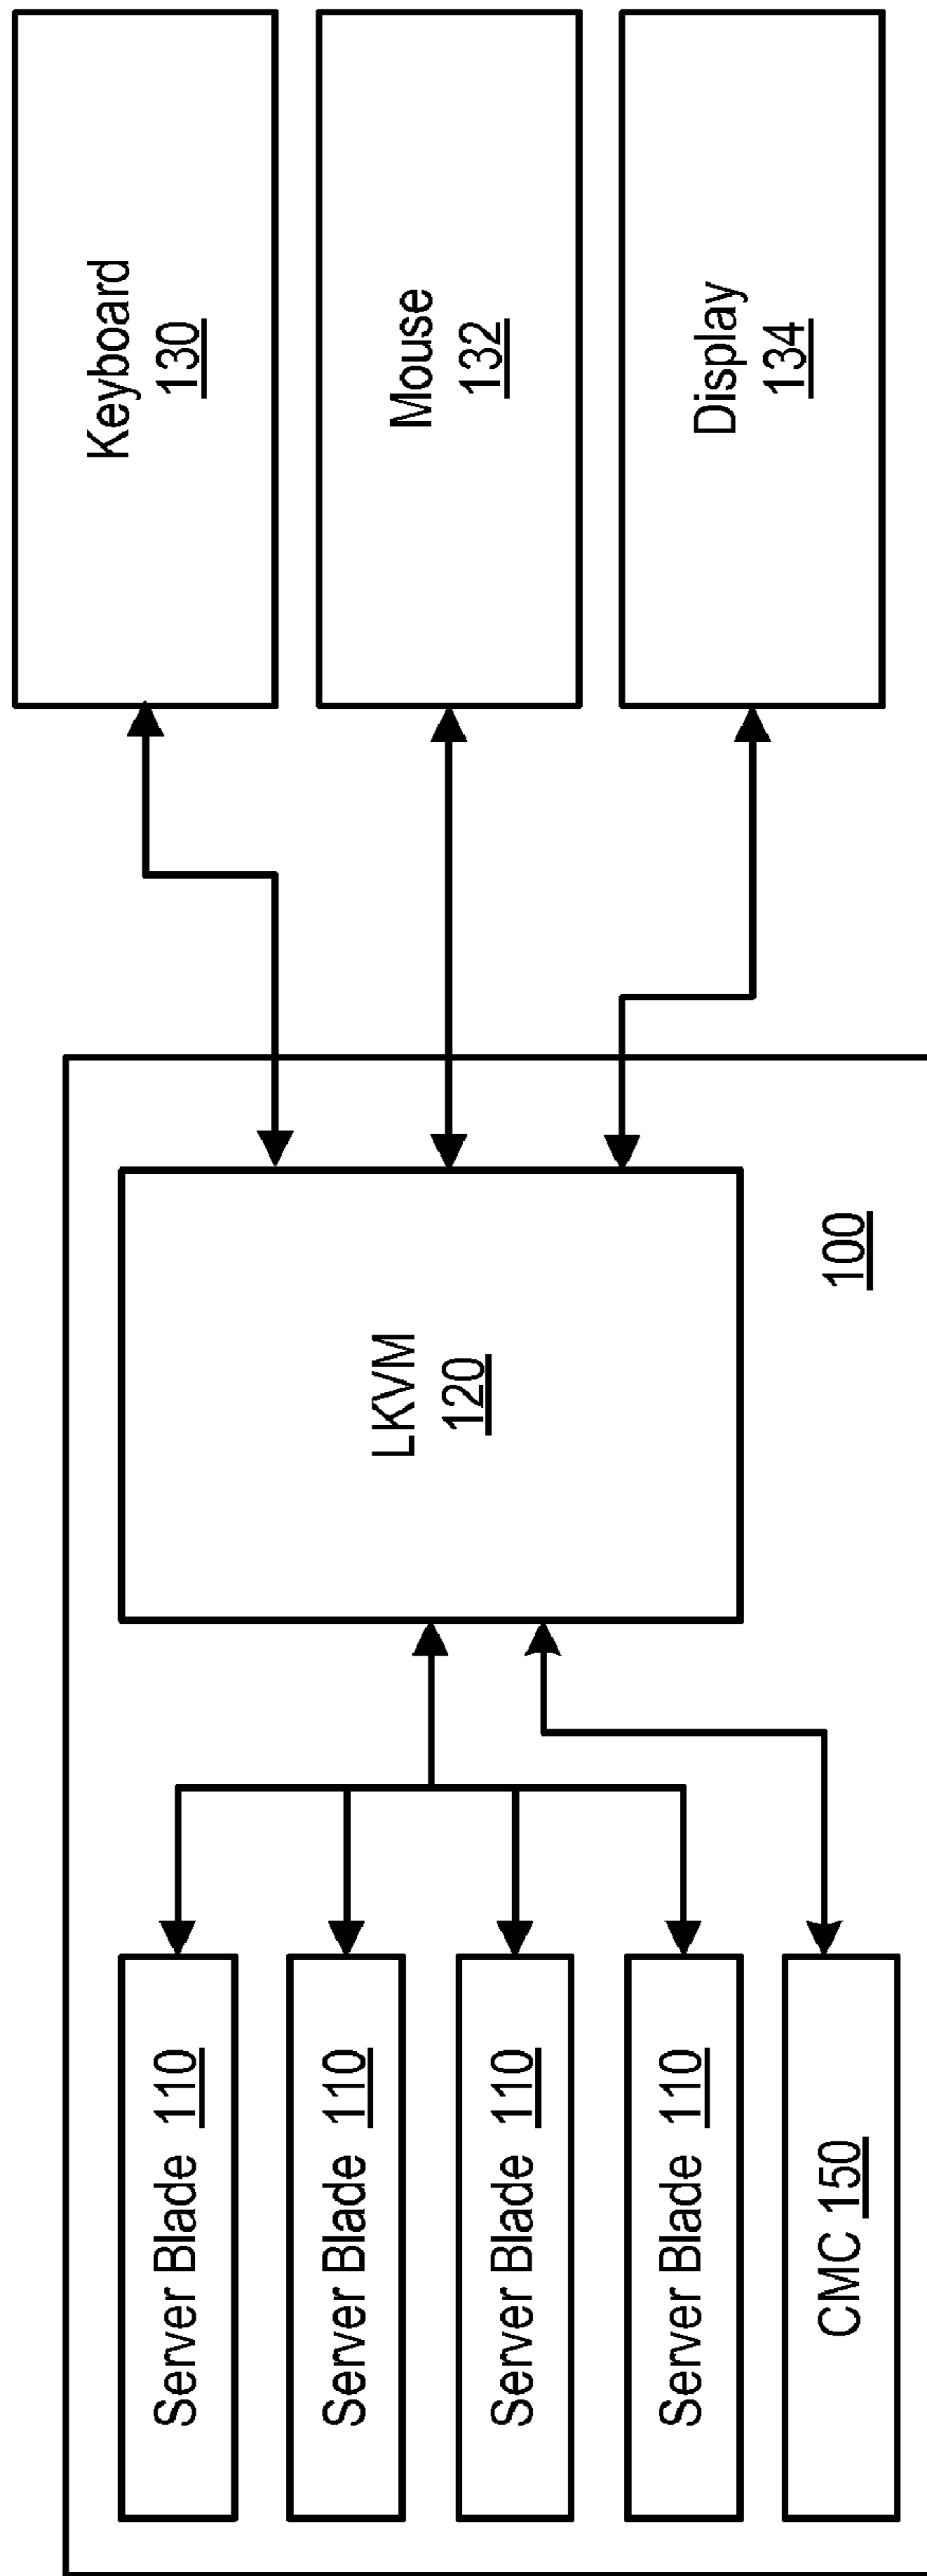 Server Blade 110
Server Blade 110
Server Blade 110
Server Blade 110
CMC 150
LKVM
120
100
Keyboard
130
Mouse
132
Display
134